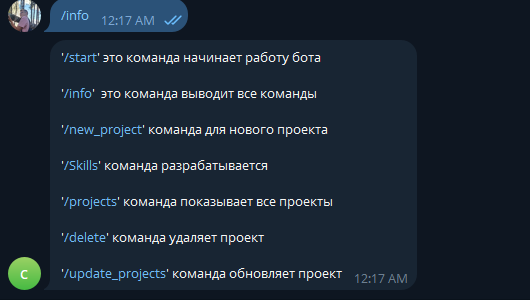 /info 12:17 AM
'/start' это команда начинает работу бота
'/info' это команда выводит все команды
'/new_project' команда для нового проекта
'/Skills' команда разрабатывается
'/projects' команда показывает все проекты
'/delete' команда удаляет проект
'/update_projects' команда обновляет проект 12:17 AM
С